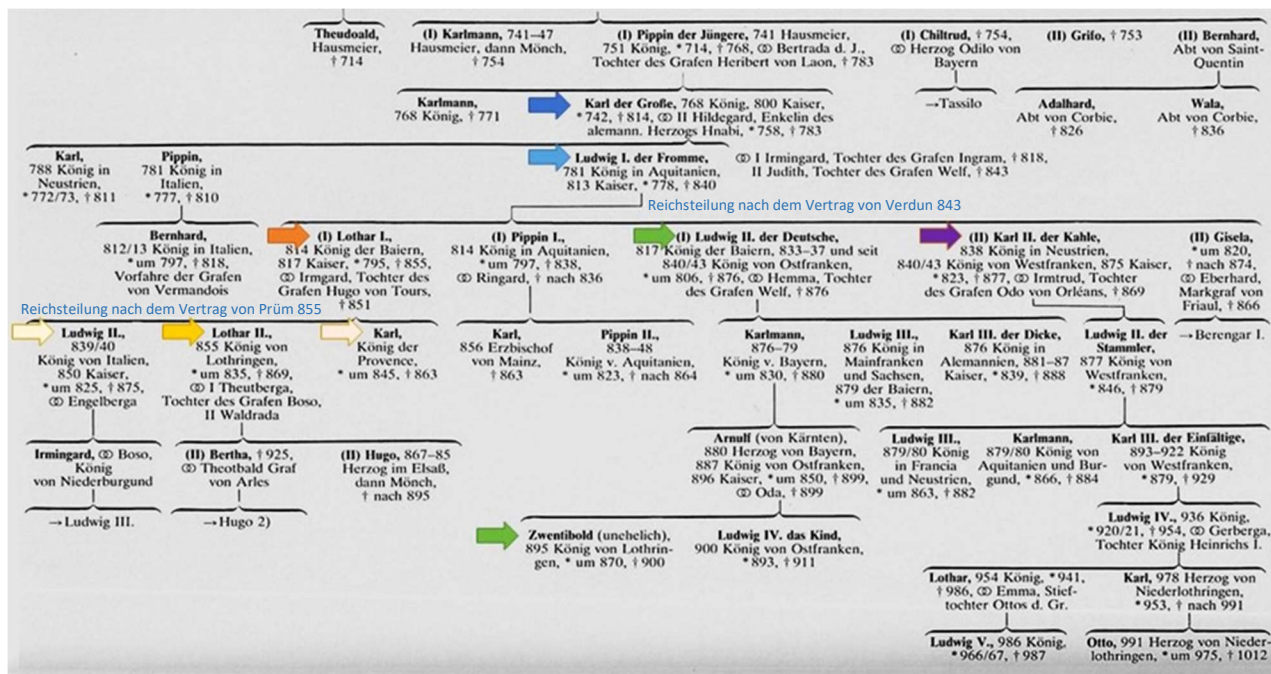 Theudoald,
Hausmeier,
† 714
(I) Karlmann, 741–47
Hausmeier, dann Mönch,
† 754
(I) Pippin der Jüngere, 741 Hausmeier,
751 König, * 714, † 768, ⚭ Bertrada d. J.,
Tochter des Grafen Heribert von Laon, † 783
(I) Chiltrud, † 754,
⚭ Herzog Odilo von
Bayern
(II) Grifo, † 753
(II) Bernhard,
Abt von Saint-
Quentin
Karlmann,
768 König, † 771
Karl der Große, 768 König, 800 Kaiser,
* 742, † 814, ⚭ II Hildegard, Enkelin des
alemann. Herzogs Hnabi, * 758, † 783
→Tassilo
Adalhard,
Abt von Corbie,
† 826
Wala,
Abt von Corbie,
† 836
Karl,
788 König in
Neustrien,
* 772/73, † 811
Pippin,
781 König in
Italien,
* 777, † 810
Ludwig I. der Fromme,
781 König in Aquitanien,
813 Kaiser, * 778, † 840
⚭ I Irmingard, Tochter des Grafen Ingram, † 818,
II Judith, Tochter des Grafen Welf, † 843
Reichsteilung nach dem Vertrag von Verdun 843
Bernhard,
812/13 König in Italien,
* um 797, † 818,
Vorfahre der Grafen
von Vermandois
(I) Lothar I.,
814 König der Baiern,
817 Kaiser, * 795, † 855,
⚭ Irmgard, Tochter des
Grafen Hugo von Tours,
† 851
(I) Pippin I.,
814 König in Aquitanien,
* um 797, † 838,
⚭ Ringard, † nach 836
(I) Ludwig II. der Deutsche,
817 König der Baiern, 833–37 und seit
840/43 König von Ostfranken,
* um 806, † 876, ⚭ Hemma, Tochter
des Grafen Welf, † 876
(II) Karl II. der Kahle,
838 König in Neustrien,
840/43 König von Westfranken, 875 Kaiser,
* 823, † 877, ⚭ Irmtrud, Tochter
des Grafen Odo von Orléans, † 869
(II) Gisela,
* um 820,
† nach 874,
⚭ Eberhard,
Markgraf von
Friaul, † 866
Reichsteilung nach dem Vertrag von Prüm 855
Ludwig II.,
839/40
König von Italien,
850 Kaiser,
* um 825, † 875,
⚭ Engelberga
Lothar II.,
855 König von
Lothringen,
* um 835, † 869,
⚭ I Theutberga,
Tochter des Grafen Boso,
II Waldrada
Karl,
König der
Provence,
* um 845, † 863
Karl,
856 Erzbischof
von Mainz,
† 863
Pippin II.,
838–48
König v. Aquitanien,
* um 823, † nach 864
Karlmann,
876–79
König v. Bayern,
* um 830, † 880
Ludwig III.,
876 König in
Mainfranken
und Sachsen,
879 der Baiern,
* um 835, † 882
Karl III. der Dicke,
876 König in
Alemannien, 881–87
Kaiser, * 839, † 888
Ludwig II. der
Stammler,
877 König von
Westfranken,
* 846, † 879
→ Berengar I.
Irmingard, ⚭ Boso,
König
von Niederburgund
(II) Bertha, † 925,
⚭ Theotbald Graf
von Arles
(II) Hugo, 867–85
Herzog im Elsaß,
dann Mönch,
† nach 895
Arnulf (von Kärnten),
880 Herzog von Bayern,
887 König von Ostfranken,
896 Kaiser, * um 850, † 899,
⚭ Oda, † 899
Ludwig III.,
879/80 König
in Francia
und Neustrien,
* um 863, † 882
Karlmann,
879/80 König von
Aquitanien und Bur-
gund, * 866, † 884
Karl III. der Einfältige,
893–922 König
von Westfranken,
* 879, † 929
→ Ludwig III.
→ Hugo 2)
Zwentibold (unehelich),
895 König von Lothrin-
gen, * um 870, † 900
Ludwig IV. das Kind,
900 König von Ostfranken,
* 893, † 911
Ludwig IV., 936 König,
* 920/21, † 954, ⚭ Gerberga,
Tochter König Heinrichs I.
Lothar, 954 König, * 941,
† 986, ⚭ Emma, Stief-
tochter Ottos d. Gr.
Karl, 978 Herzog von
Niederlothringen,
* 953, † nach 991
Ludwig V., 986 König,
* 966/67, † 987
Otto, 991 Herzog von Nieder-
lothringen, * um 975, † 1012